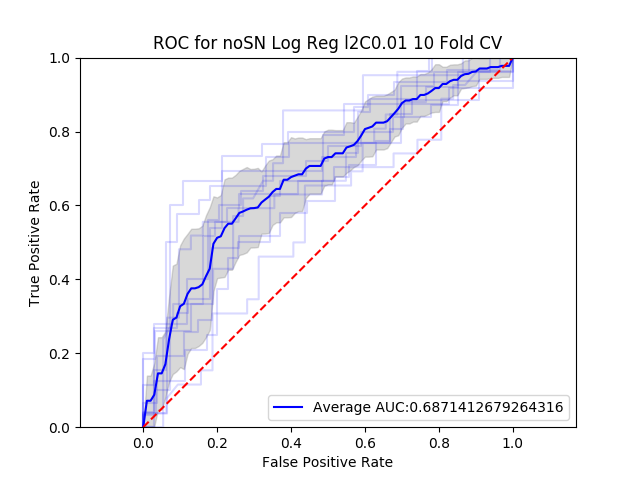 ROC for noSN Log Reg l2C0.01 10 Fold CV
True Positive Rate
1.0
0.8
0.6
0.4
0.2
0.0
Average AUC:0.6871412679264316
0.0 0.2 0.4 0.6 0.8 1.0
False Positive Rate